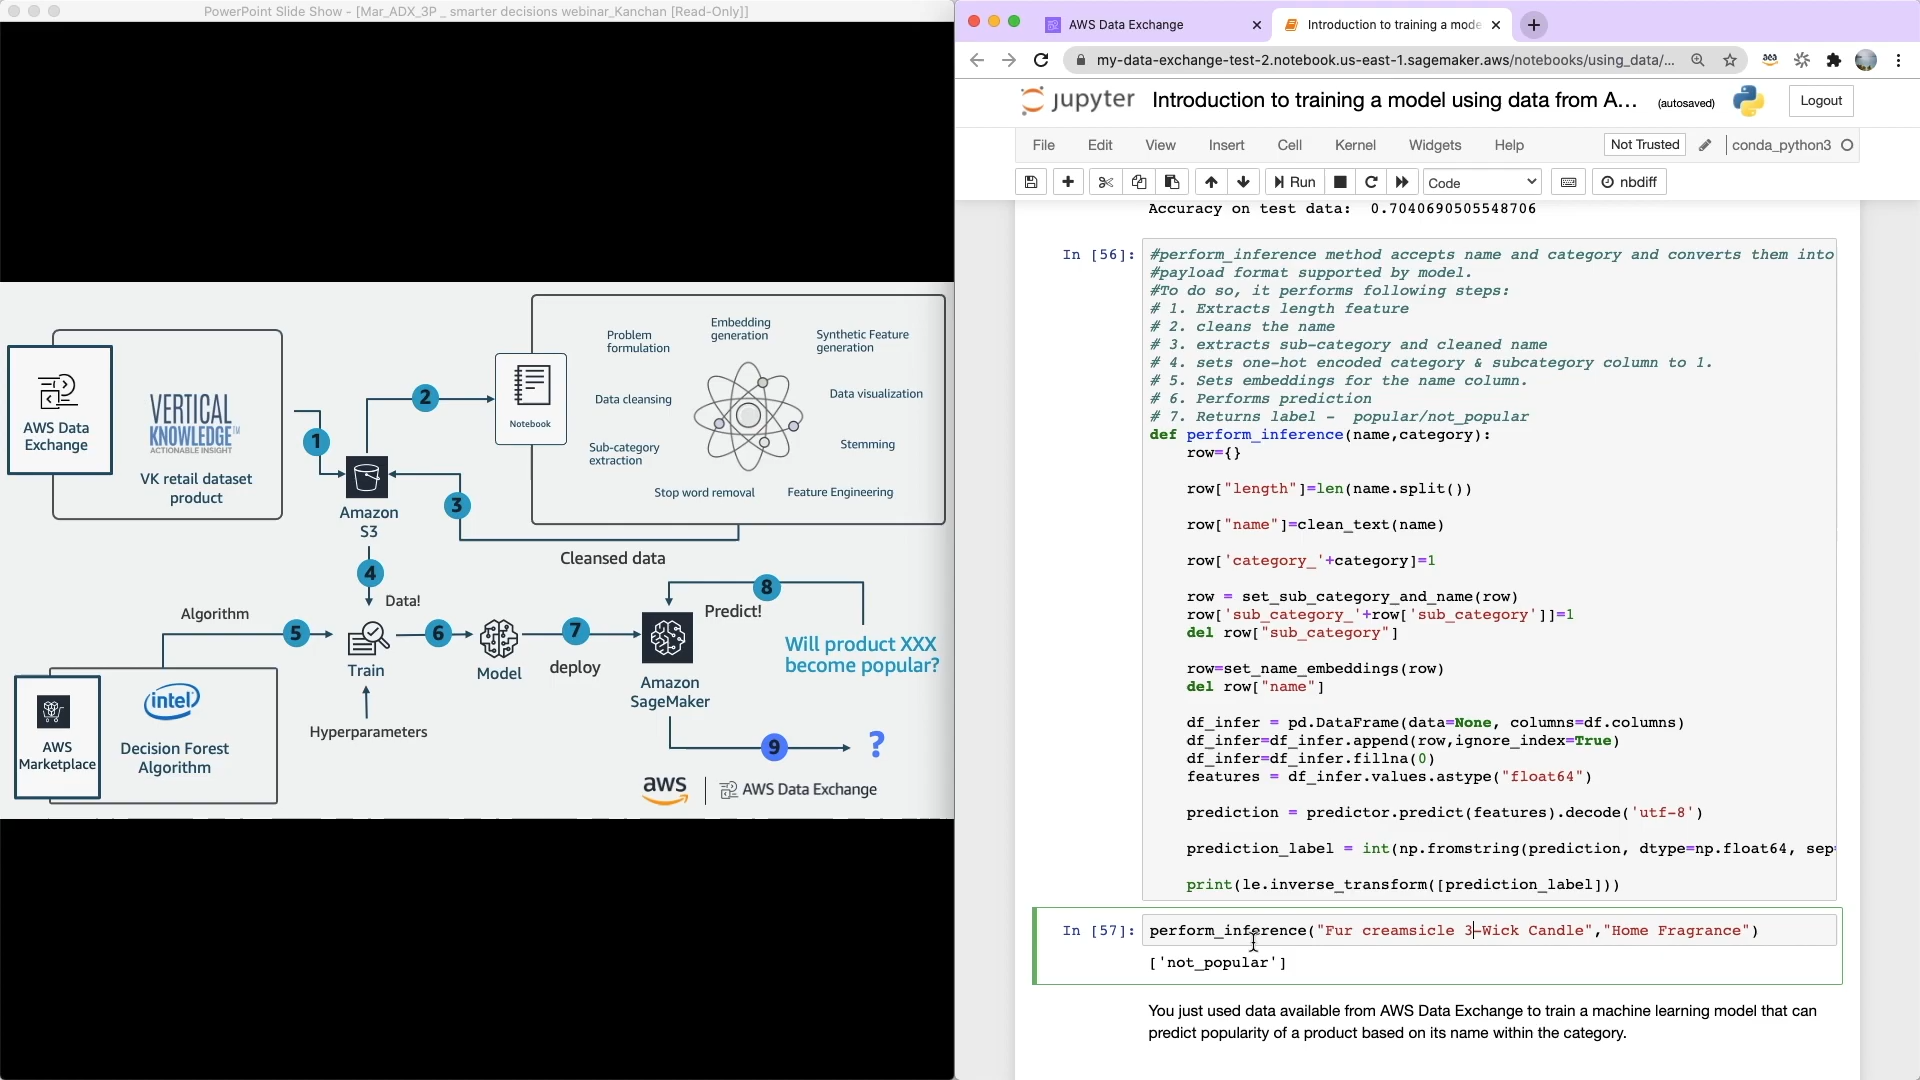 PowerPoint Slide Show - [Mar_ADX_3P _ smarter decisions webinar_Kanchan [Read-Only]]
AWS Data
Exchange
VERTICAL
KNOWLEDGE™
ACTIONABLE INSIGHT
VK retail dataset
product
1
Amazon
S3
2
Notebook
3
Problem
formulation
Embedding
generation
Synthetic Feature
generation
Data cleansing
Data visualization
Sub-category
extraction
Stemming
Stop word removal
Feature Engineering
Cleansed data
4
Data!
Algorithm
5
Train
Hyperparameters
6
Model
7
deploy
8
Predict!
Will product XXX
become popular?
Amazon
SageMaker
9
?
AWS
Marketplace
intel
Decision Forest
Algorithm
aws
AWS Data Exchange
AWS Data Exchange
Introduction to training a mode
my-data-exchange-test-2.notebook.us-east-1.sagemaker.aws/notebooks/using_data/...
jupyter
Introduction to training a model using data from A...
(autosaved)
Logout
File Edit View Insert Cell Kernel Widgets Help
Not Trusted
conda_python3
Run
Code
nbdiff
Accuracy on test data: 0.7040690505548706
In [56]:
#perform_inference method accepts name and category and converts them into
#payload format supported by model.
#To do so, it performs following steps:
# 1. Extracts length feature
# 2. cleans the name
# 3. extracts sub-category and cleaned name
# 4. sets one-hot encoded category & subcategory column to 1.
# 5. Sets embeddings for the name column.
# 6. Performs prediction
# 7. Returns label - popular/not_popular
def perform_inference(name,category):
row={}
row["length"]=len(name.split())
row["name"]=clean_text(name)
row['category_'+category]=1
row = set_sub_category_and_name(row)
row['sub_category_'+row['sub_category']]=1
del row["sub_category"]
row=set_name_embeddings(row)
del row["name"]
df_infer = pd.DataFrame(data=None, columns=df.columns)
df_infer=df_infer.append(row,ignore_index=True)
df_infer=df_infer.fillna(0)
features = df_infer.values.astype("float64")
prediction = predictor.predict(features).decode('utf-8')
prediction_label = int(np.fromstring(prediction, dtype=np.float64, sep=
print(le.inverse_transform([prediction_label]))
In [57]:
perform_inference("Fur creamsicle 3-Wick Candle","Home Fragrance")
['not_popular']
You just used data available from AWS Data Exchange to train a machine learning model that can
predict popularity of a product based on its name within the category.